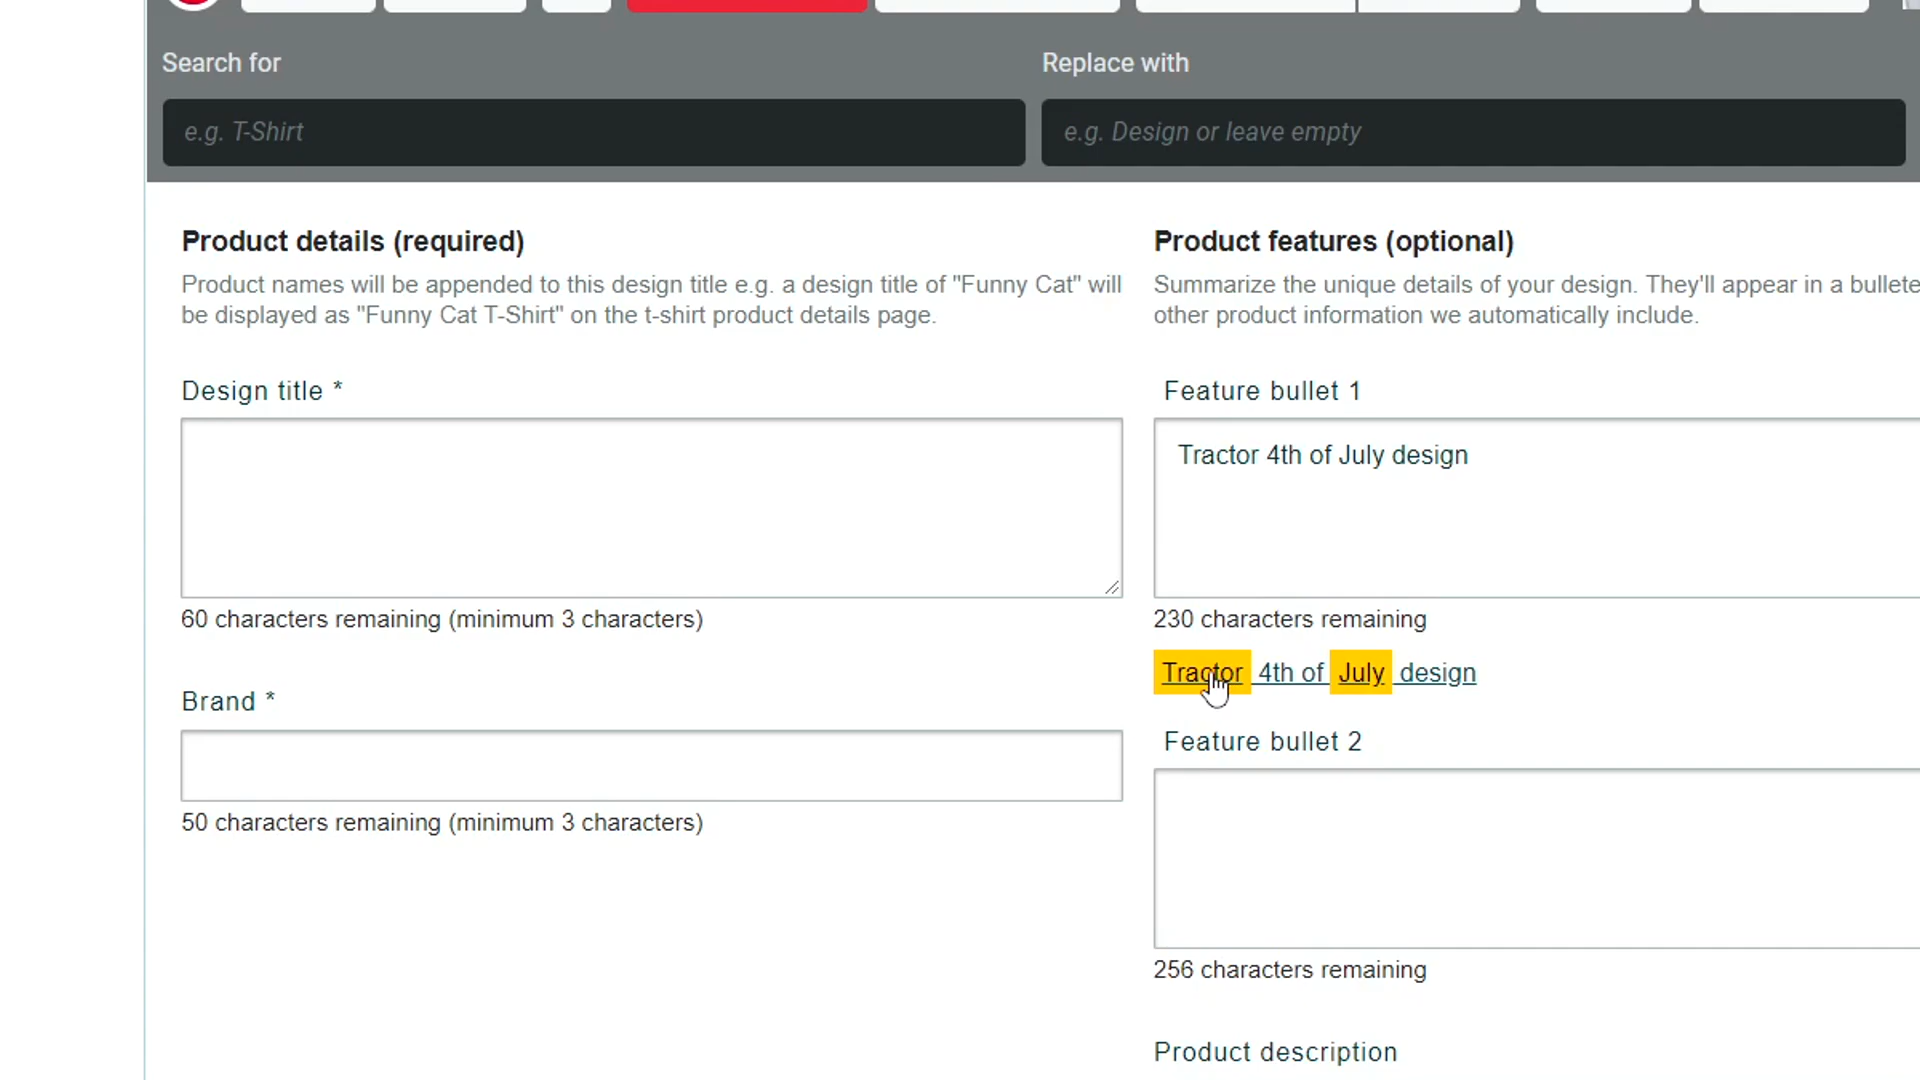 Search for
Replace with
e.g. T-Shirt
e.g. Design or leave empty
Product details (required)
Product names will be appended to this design title e.g. a design title of "Funny Cat" will
be displayed as "Funny Cat T-Shirt" on the t-shirt product details page.
Design title *
60 characters remaining (minimum 3 characters)
Brand *
50 characters remaining (minimum 3 characters)
Product features (optional)
Summarize the unique details of your design. They'll appear in a bullete
other product information we automatically include.
Feature bullet 1
Tractor 4th of July design
230 characters remaining
Tractor 4th of July design
Feature bullet 2
256 characters remaining
Product description